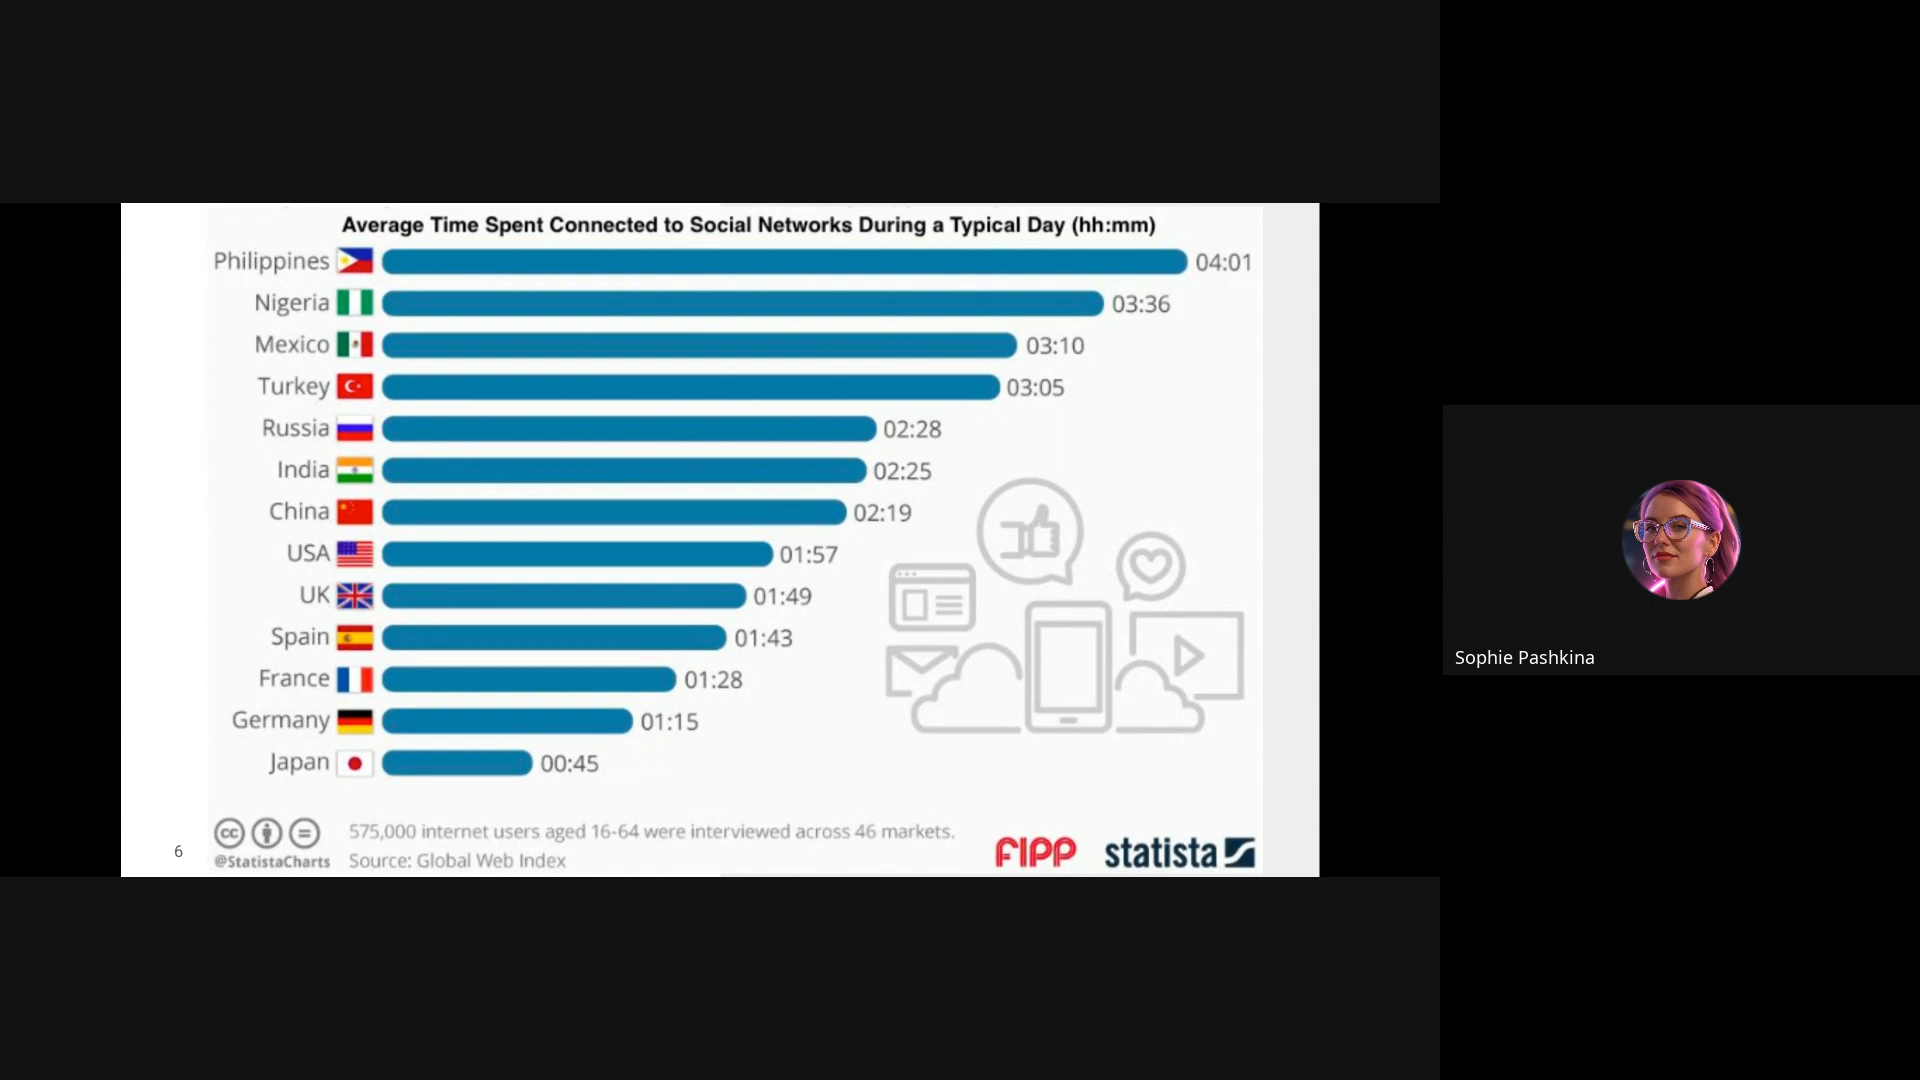 Average Time Spent Connected to Social Networks During a Typical Day (hh:mm)
Philippines 04:01
Nigeria 03:36
Mexico 03:10
Turkey 03:05
Russia 02:28
India 02:25
China 02:19
USA 01:57
UK 01:49
Spain 01:43
France 01:28
Germany 01:15
Japan 00:45
cc
575,000 internet users aged 16-64 were interviewed across 46 markets.
@StatistaCharts Source: Global Web Index
FIPP statista
6
Sophie Pashkina